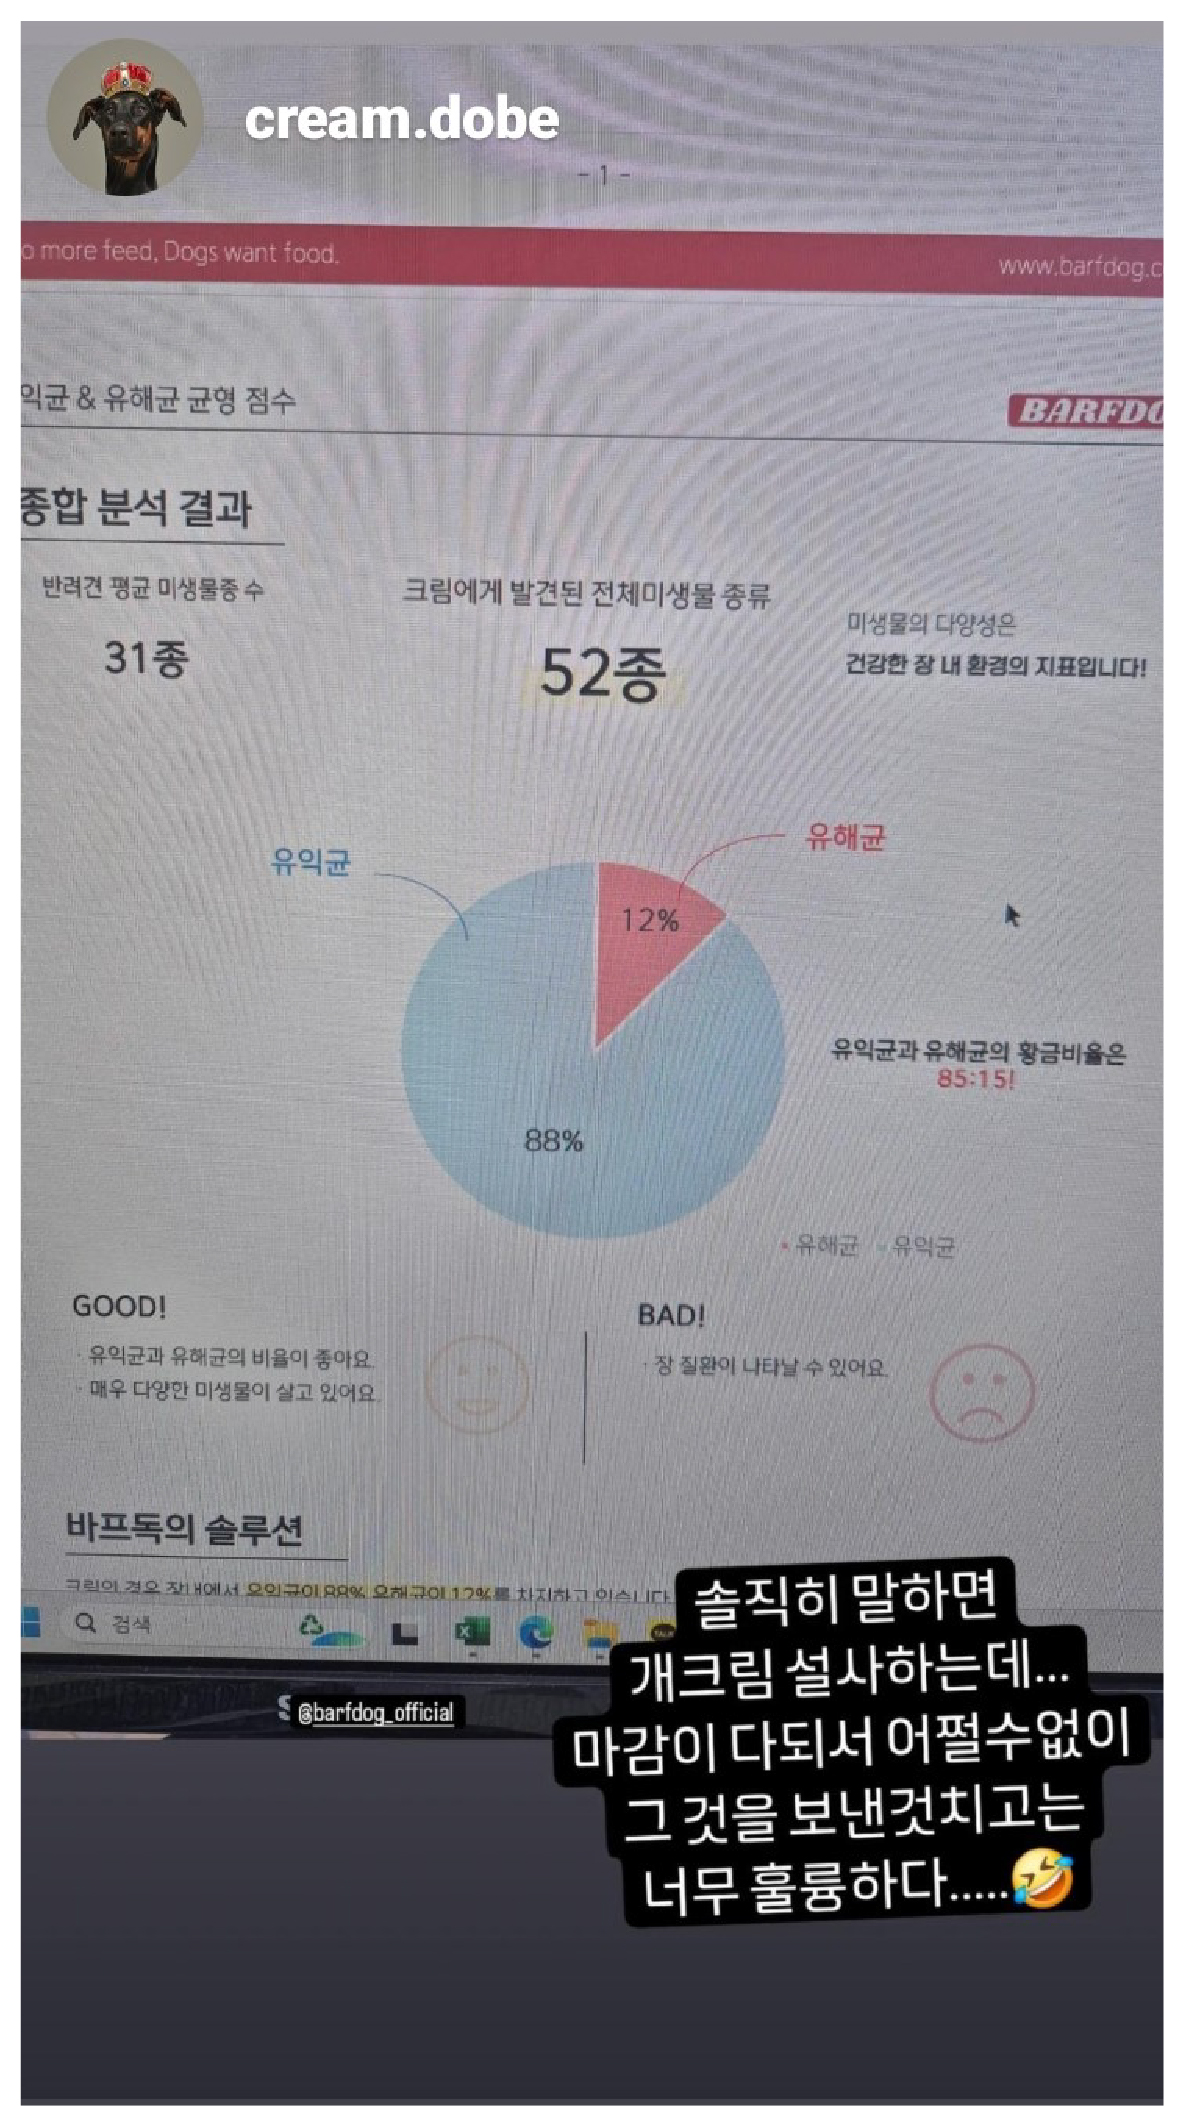 cream.dobe
- 1 -
o more feed, Dogs want food.
www.barfdog.c
익균 & 유해균 균형 점수
BARFDO
종합 분석 결과
반려견 평균 미생물종 수
31종
크림에게 발견된 전체미생물 종류
52종
미생물의 다양성은
건강한 장 내 환경의 지표입니다!
유익균
유해균
12%
88%
유익균과 유해균의 황금비율은
85:15!
유해균 유익균
GOOD!
· 유익균과 유해균의 비율이 좋아요.
· 매우 다양한 미생물이 살고 있어요.
BAD!
· 장 질환이 나타날 수 있어요.
바프독의 솔루션
크림의 경우 장내에서 유익균이 88% 유해균이 12%를 차지하고 있습니다
검색
@barfdog_official
솔직히 말하면
개크림 설사하는데...
마감이 다되서 어쩔수없이
그 것을 보낸것치고는
너무 훌륭하다.....🤣